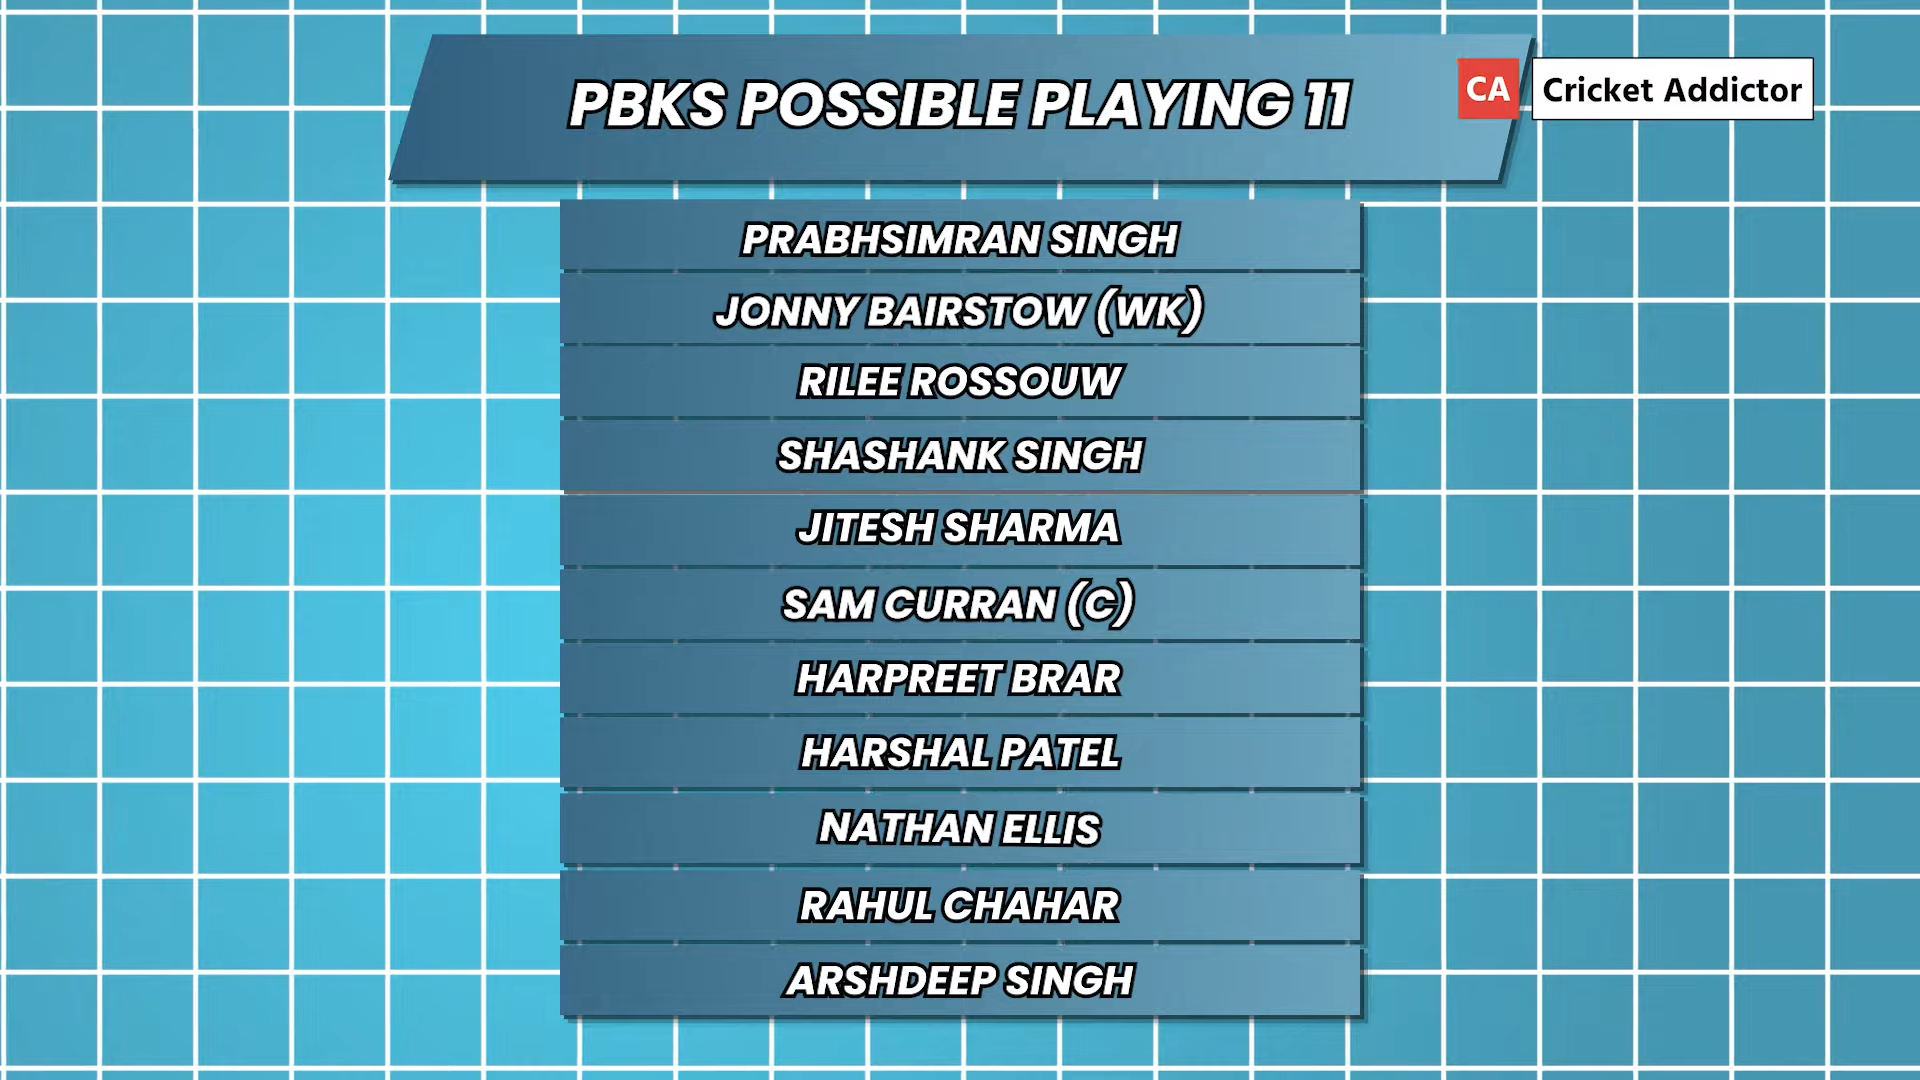 PBKS POSSIBLE PLAYING 11
CA Cricket Addictor
PRABHSIMRAN SINGH
JONNY BAIRSTOW (WK)
RILEE ROSSOUW
SHASHANK SINGH
JITESH SHARMA
SAM CURRAN (C)
HARPREET BRAR
HARSHAL PATEL
NATHAN ELLIS
RAHUL CHAHAR
ARSHDEEP SINGH